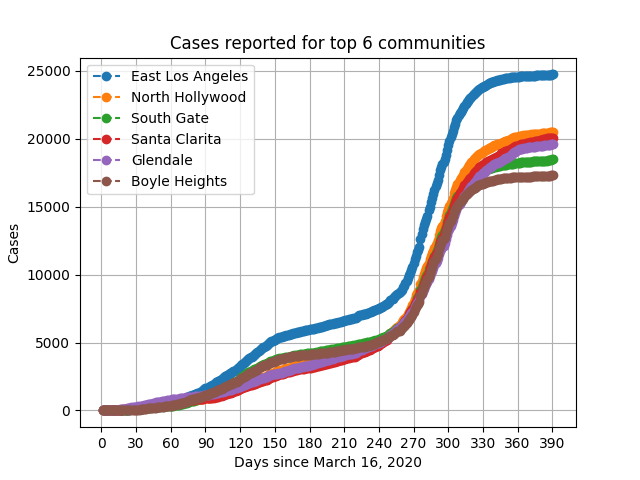 Cases reported for top 6 communities
25000
20000
15000
10000
5000
0
Cases
East Los Angeles
North Hollywood
South Gate
Santa Clarita
Glendale
Boyle Heights
0 30 60 90 120 150 180 210 240 270 300 330 360 390
Days since March 16, 2020